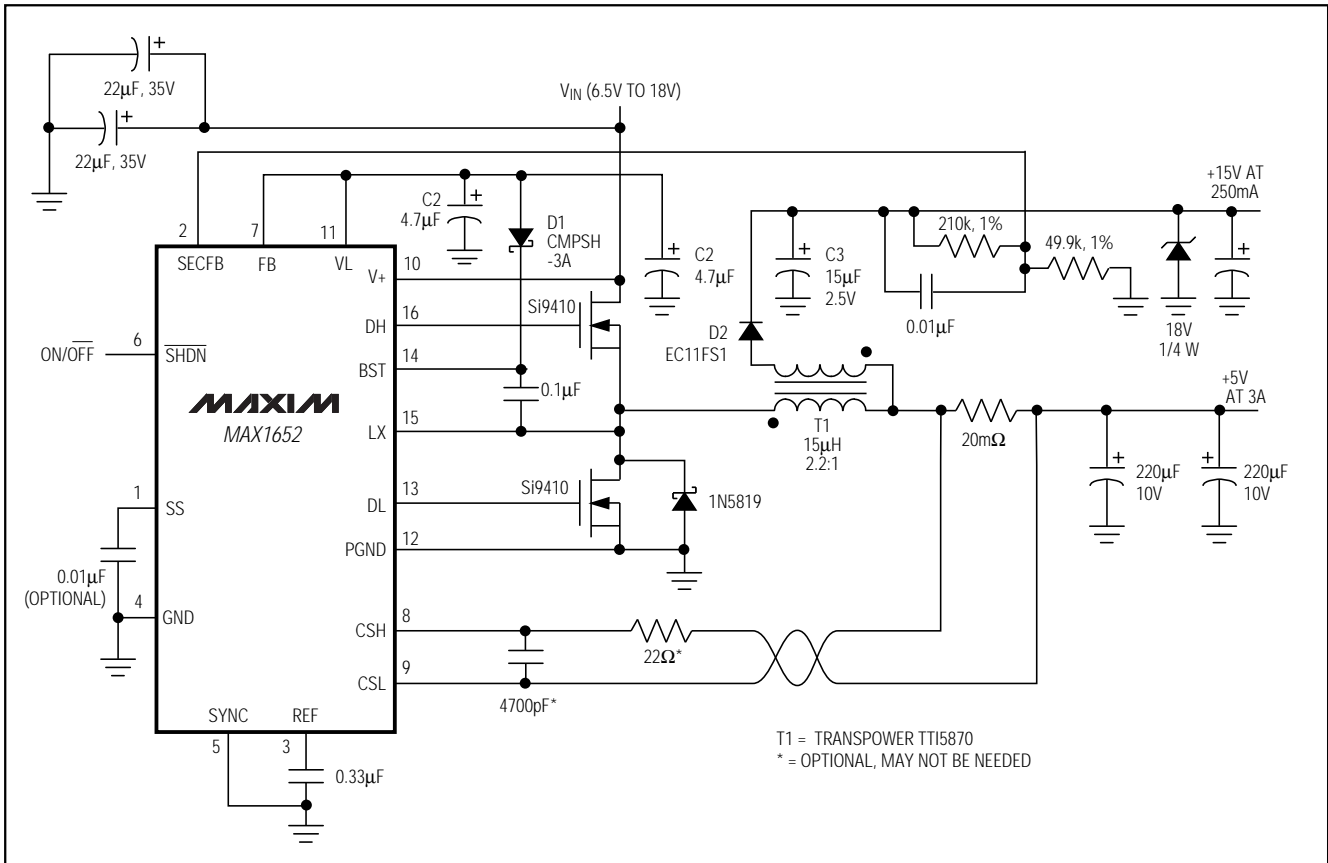 22µF, 35V
22µF, 35V
VIN (6.5V TO 18V)
+15V AT
250mA
C2
4.7µF
D1
CMPSH
-3A
C2
4.7µF
C3
15µF
2.5V
210k, 1%
49.9k, 1%
0.01µF
18V
1/4 W
D2
EC11FS1
2
7
11
SECFB
FB
VL
V+
10
Si9410
DH
16
6
ON/OFF
SHDN
BST
14
0.1µF
MAXIM
MAX1652
LX
15
T1
15µH
2.2:1
20mΩ
+5V
AT 3A
220µF
10V
220µF
10V
Si9410
1N5819
1
SS
DL
13
PGND
12
0.01µF
(OPTIONAL)
4
GND
CSH
8
22Ω*
CSL
9
4700pF*
SYNC
REF
5
3
0.33µF
T1 = TRANSPOWER TTI5870
* = OPTIONAL, MAY NOT BE NEEDED